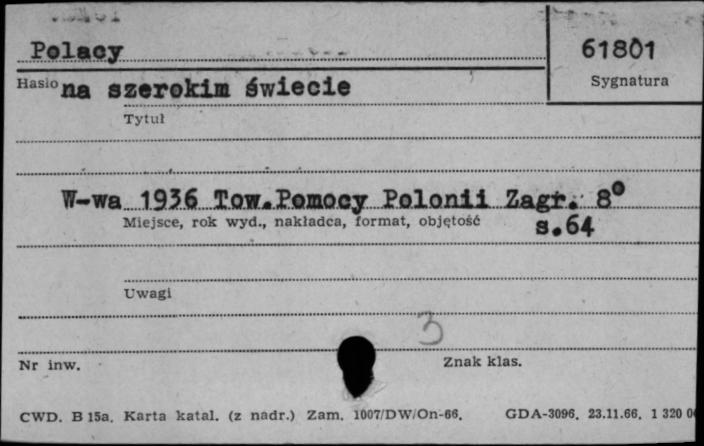 Polacy
61801
Hasło na szerokim świecie
Sygnatura
Tytuł
W-wa 1936 Tow.Pomocy Polonii Zagr. 8°
Miejsce, rok wyd., nakładca, format, objętość s.64
Uwagi
3
Nr inw.
Znak klas.
CWD. B 15a. Karta katal. (z nadr.) Zam. 1007/DW/On-66. GDA-3096. 23.11.66. 1 320